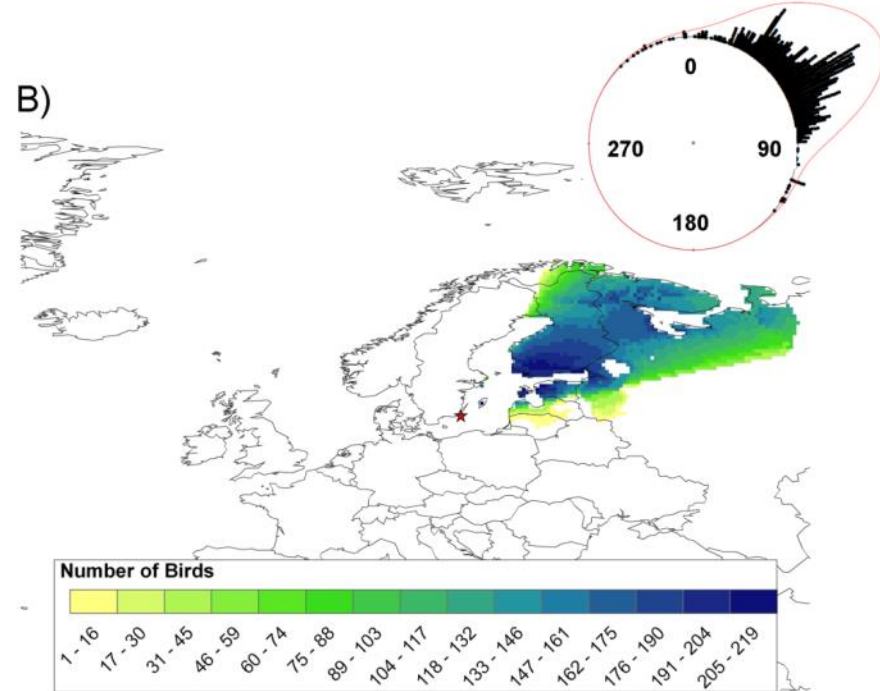 B)
0
270 90
180
Number of Birds
1 - 16 17 - 30 31 - 45 46 - 59 60 - 74 75 - 88 89 - 103 104 - 117 118 - 132 133 - 146 147 - 161 162 - 175 176 - 190 191 - 204 205 - 219